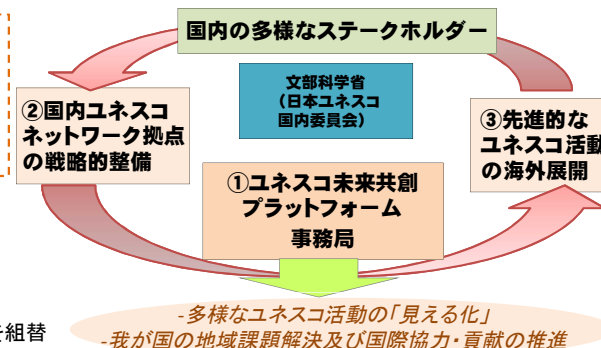 国内の多様なステークホルダー
文部科学省
（日本ユネスコ
国内委員会）
②国内ユネスコ
ネットワーク拠点
の戦略的整備
③先進的な
ユネスコ活動
の海外展開
①ユネスコ未来共創
プラットフォーム
事務局
-多様なユネスコ活動の「見える化」
-我が国の地域課題解決及び国際協力・貢献の推進
組替